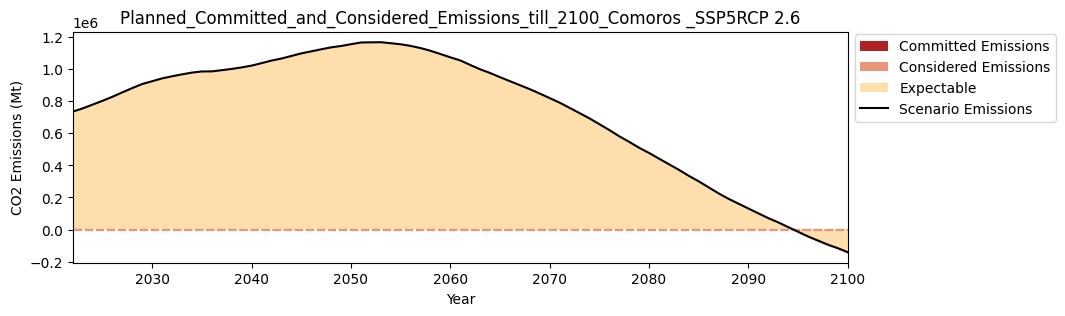 Planned_Committed_and_Considered_Emissions_till_2100_Comoros _SSP5RCP 2.6
1e6
1.2
1.0
0.8
0.6
0.4
0.2
0.0
−0.2
CO2 Emissions (Mt)
2030 2040 2050 2060 2070 2080 2090 2100
Year
Committed Emissions
Considered Emissions
Expectable
Scenario Emissions